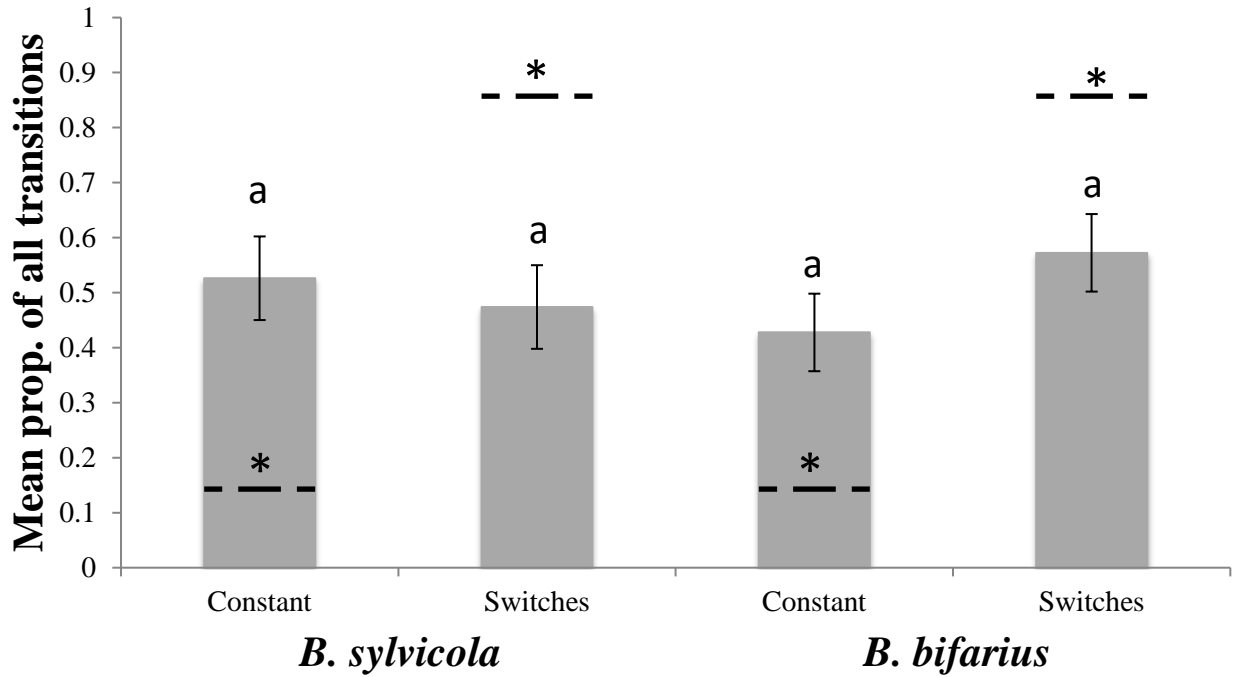 Mean prop. of all transitions
1
0.9
0.8
0.7
0.6
0.5
0.4
0.3
0.2
0.1
0
*
*
a
a
a
a
*
*
Constant
Switches
Constant
Switches
B. sylvicola
B. bifarius